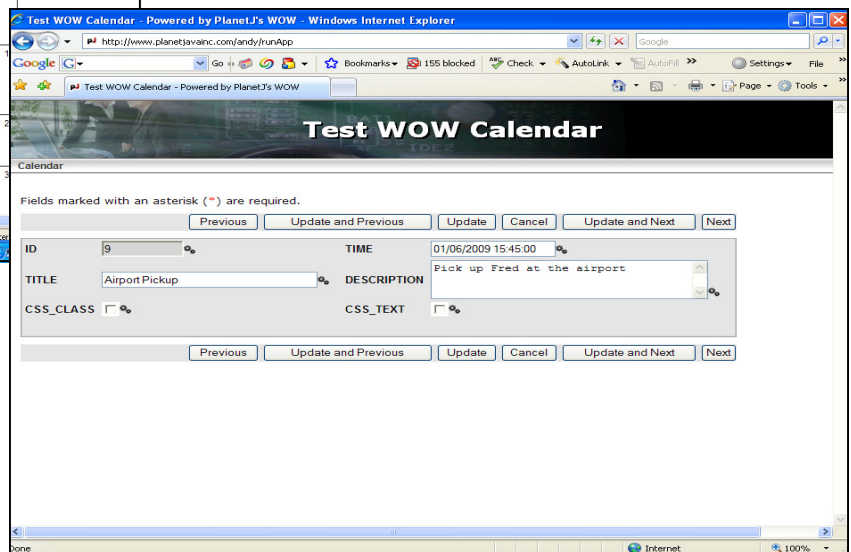 Test WOW Calendar - Powered by PlanetJ's WOW - Windows Internet Explorer
PJ http://www.planetjavainc.com/andy/runApp Google
Google G Go Bookmarks 155 blocked ABC Check AutoLink AutoFill >> Settings File >>
PJ Test WOW Calendar - Powered by PlanetJ's WOW Page Tools >>
Test WOW Calendar
Calendar
Fields marked with an asterisk (*) are required.
Previous Update and Previous Update Cancel Update and Next Next
ID 9 TIME 01/06/2009 15:45:00
TITLE Airport Pickup DESCRIPTION Pick up Fred at the airport
CSS_CLASS CSS_TEXT
Previous Update and Previous Update Cancel Update and Next Next
Done Internet 100%